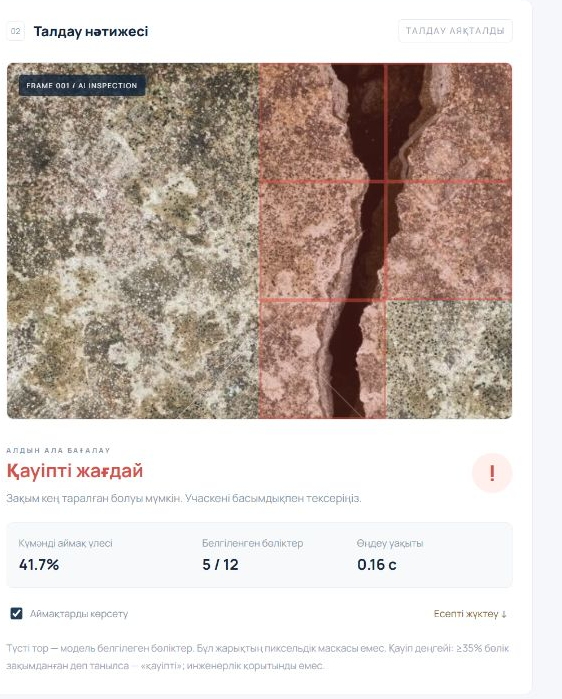 02 Талдау нәтижесі
ТАЛДАУ АЯҚТАЛДЫ
FRAME 001 / AI INSPECTION
АЛДЫН АЛА БАҒАЛАУ
Қауіпті жағдай
!
Зақым кең таралған болуы мүмкін. Учаскені басымдықпен тексеріңіз.
Күмәнді аймақ үлесі
41.7%
Белгіленген бөліктер
5 / 12
Өңдеу уақыты
0.16 с
Аймақтарды көрсету
Есепті жүктеу ↓
Түсті тор — модель белгілеген бөліктер. Бұл жарықтың пиксельдік маскасы емес. Қауіп деңгейі: ≥35% бөлік
зақымданған деп танылса — «қауіпті»; инженерлік қорытынды емес.